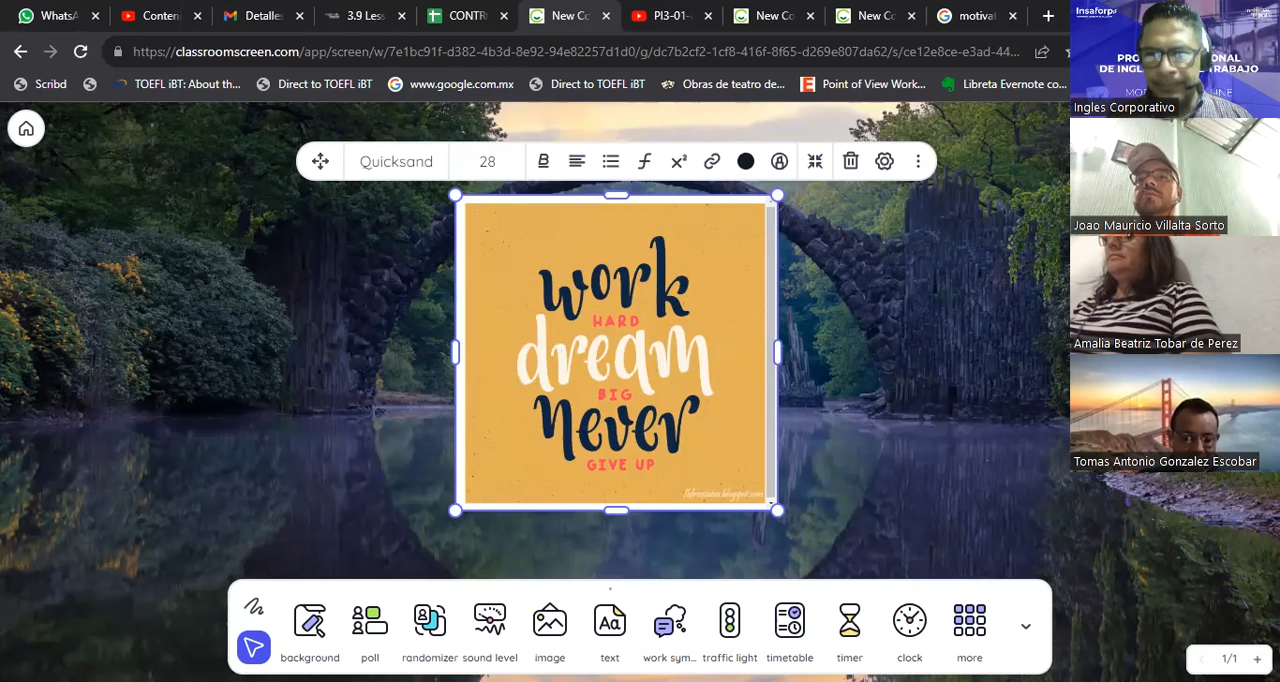 WhatsA
Conten
Detalles
3.9 Less
CONTR
New Co
PI3-01-
New Co
New Co
motivat
https://classroomscreen.com/app/screen/w/7e1bc91f-d382-4b3d-8e92-94e82257d1d0/g/dc7b2cf2-1cf8-416f-8f65-d269e807da62/s/ce12e8ce-e3ad-44...
Scribd
TOEFL iBT: About th...
Direct to TOEFL iBT
www.google.com.mx
Direct to TOEFL iBT
Obras de teatro de...
Point of View Work...
Libreta Evernote co...
Quicksand
28
work
HARD
dream
BIG
never
GIVE UP
background
poll
randomizer
sound level
image
text
work sym...
traffic light
timetable
timer
clock
more
1/1
Insaforp
Ingles Corporativo
Joao Mauricio Villalta Sorto
Amalia Beatriz Tobar de Perez
Tomas Antonio Gonzalez Escobar